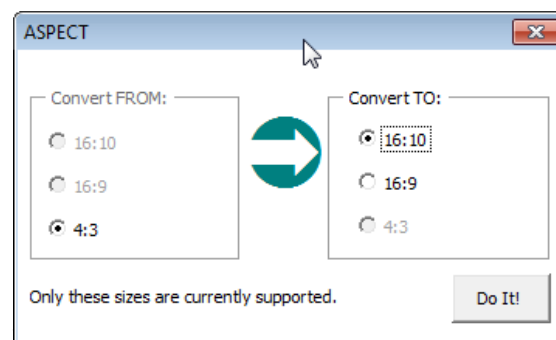 ASPECT
Convert FROM:
16:10
16:9
4:3
Convert TO:
16:10
16:9
4:3
Only these sizes are currently supported.
Do It!